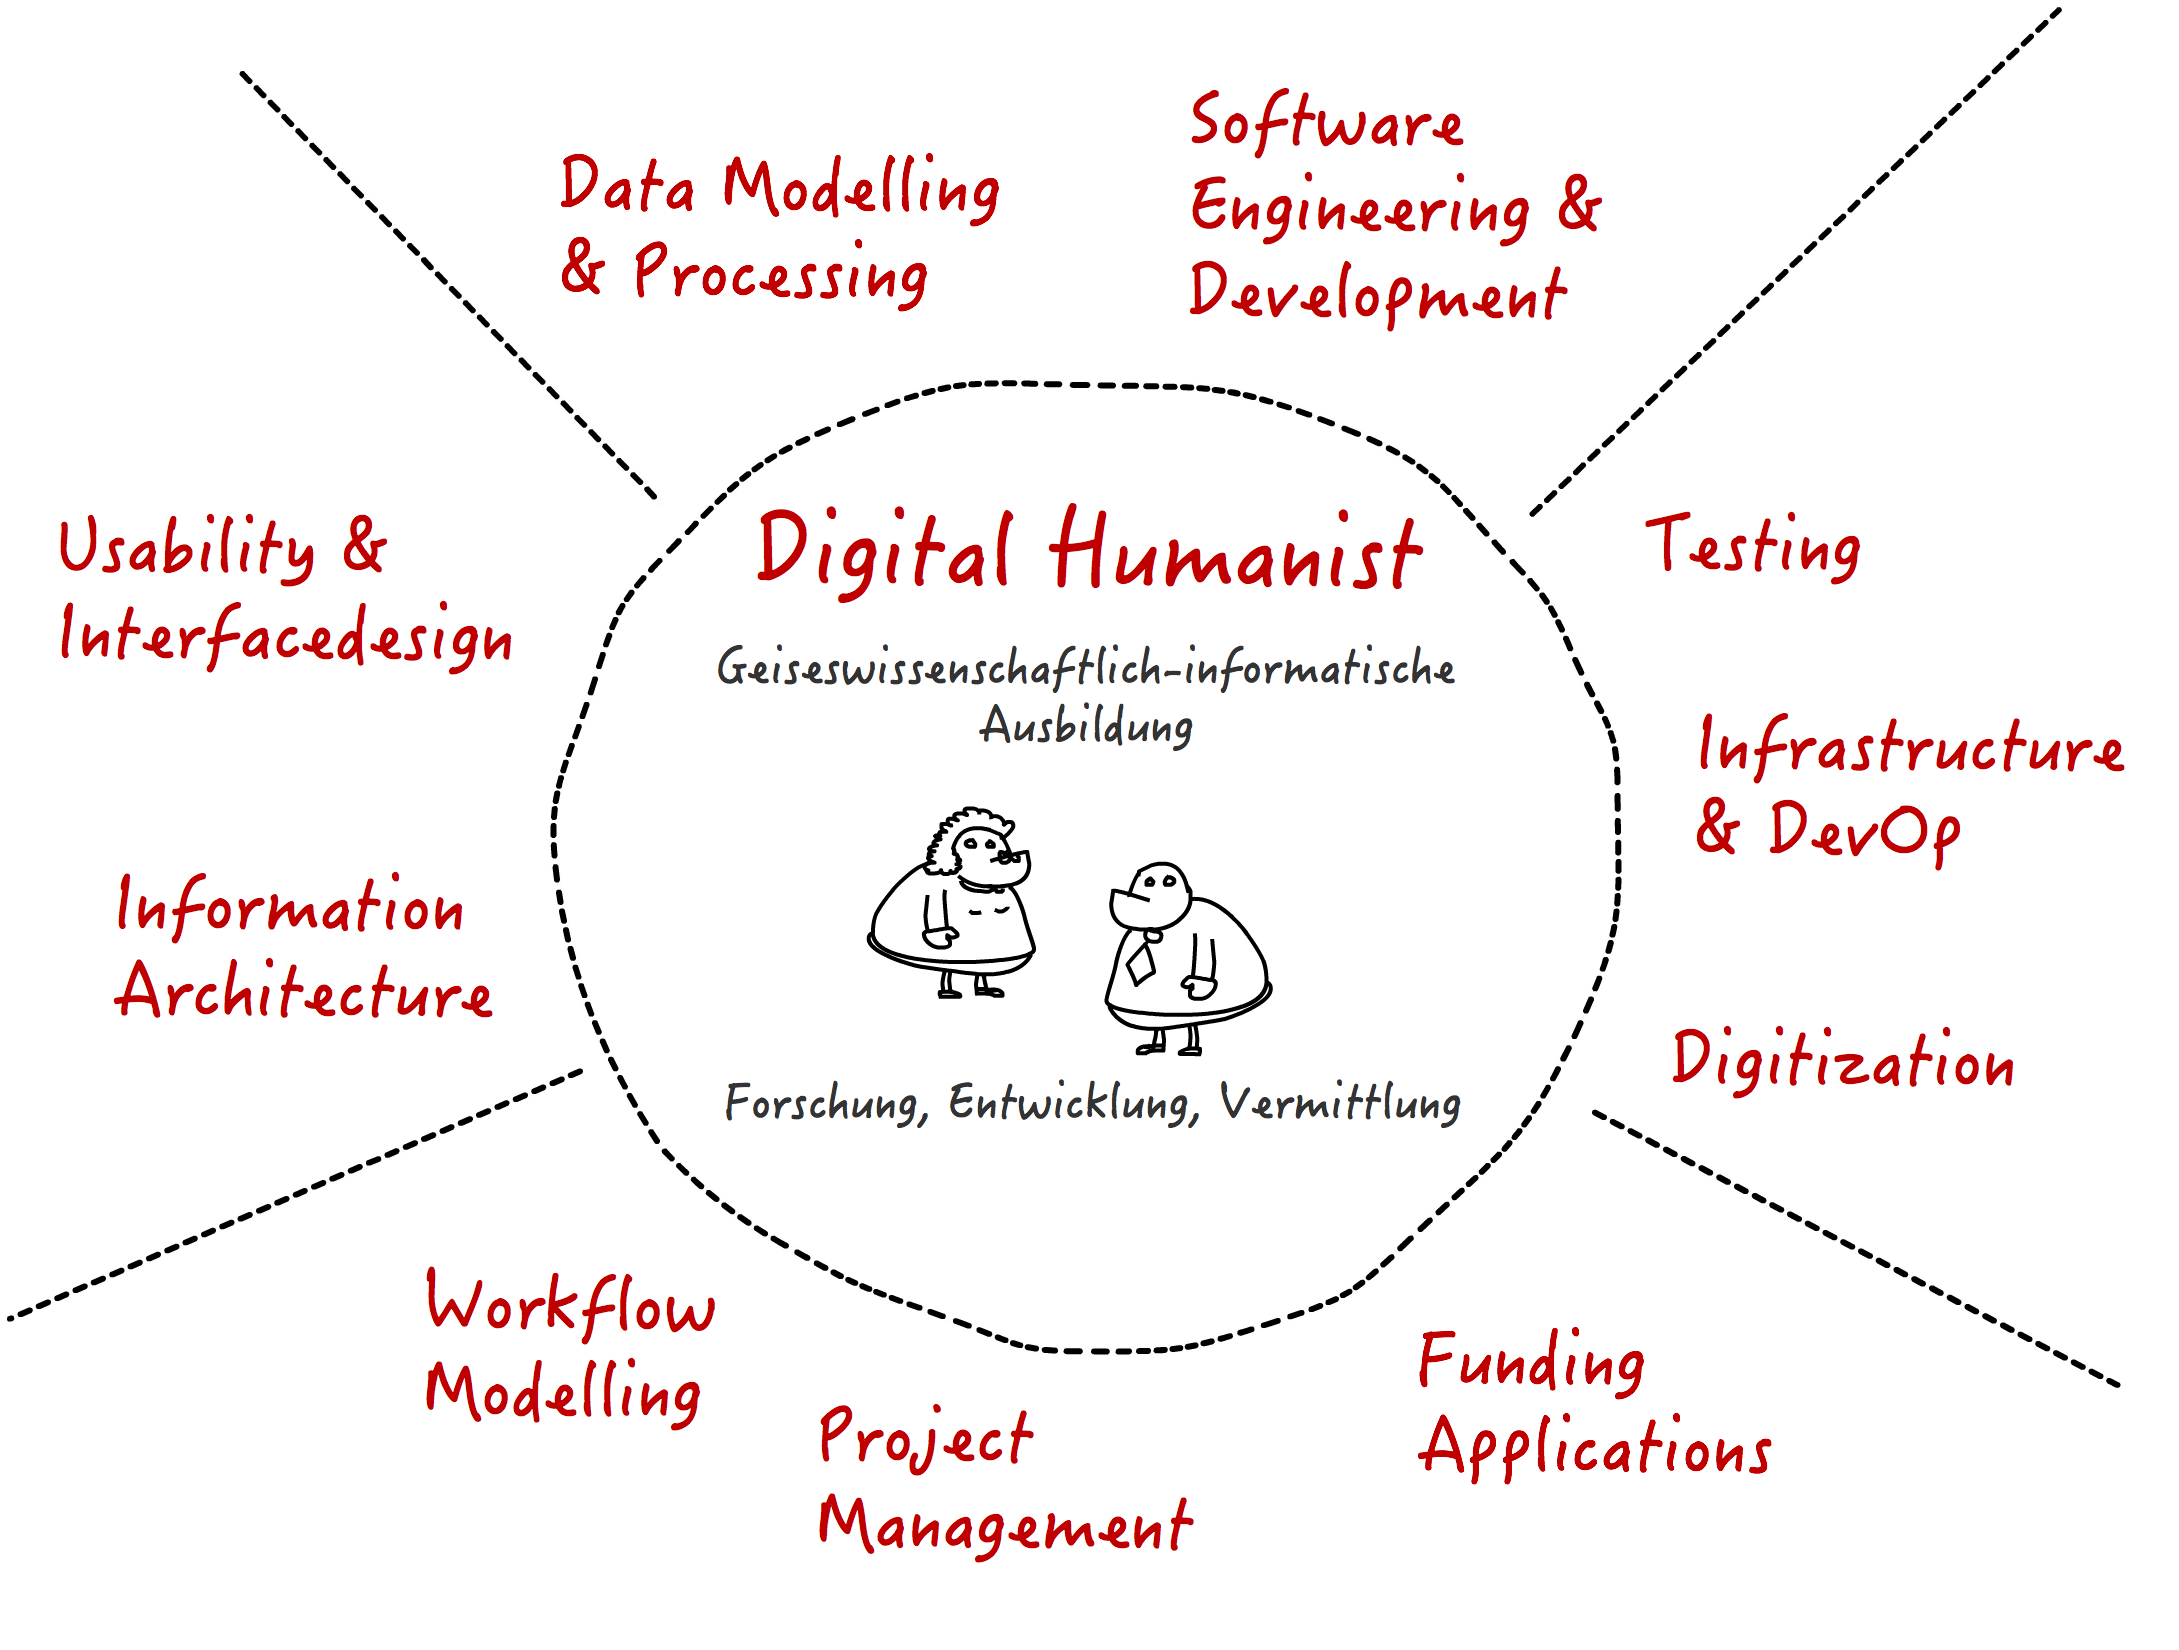 Data Modelling
& Processing
Software
Engineering &
Development
Usability &
Interfacedesign
Information
Architecture
Digital Humanist
Geiseswissenschaftlich-informatische
Ausbildung
Forschung, Entwicklung, Vermittlung
Testing
Infrastructure
& DevOp
Digitization
Workflow
Modelling
Project
Management
Funding
Applications